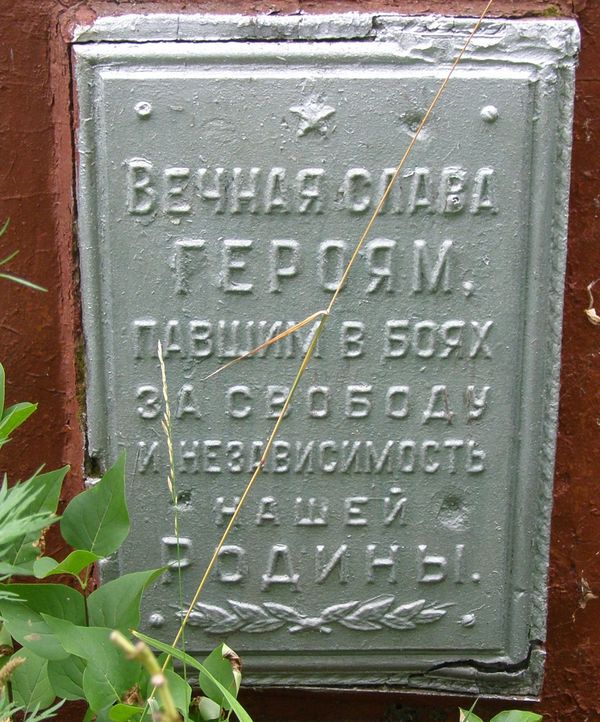 Вечная слава
героям,
павшим в боях
за свободу
и независимость
нашей
Родины.